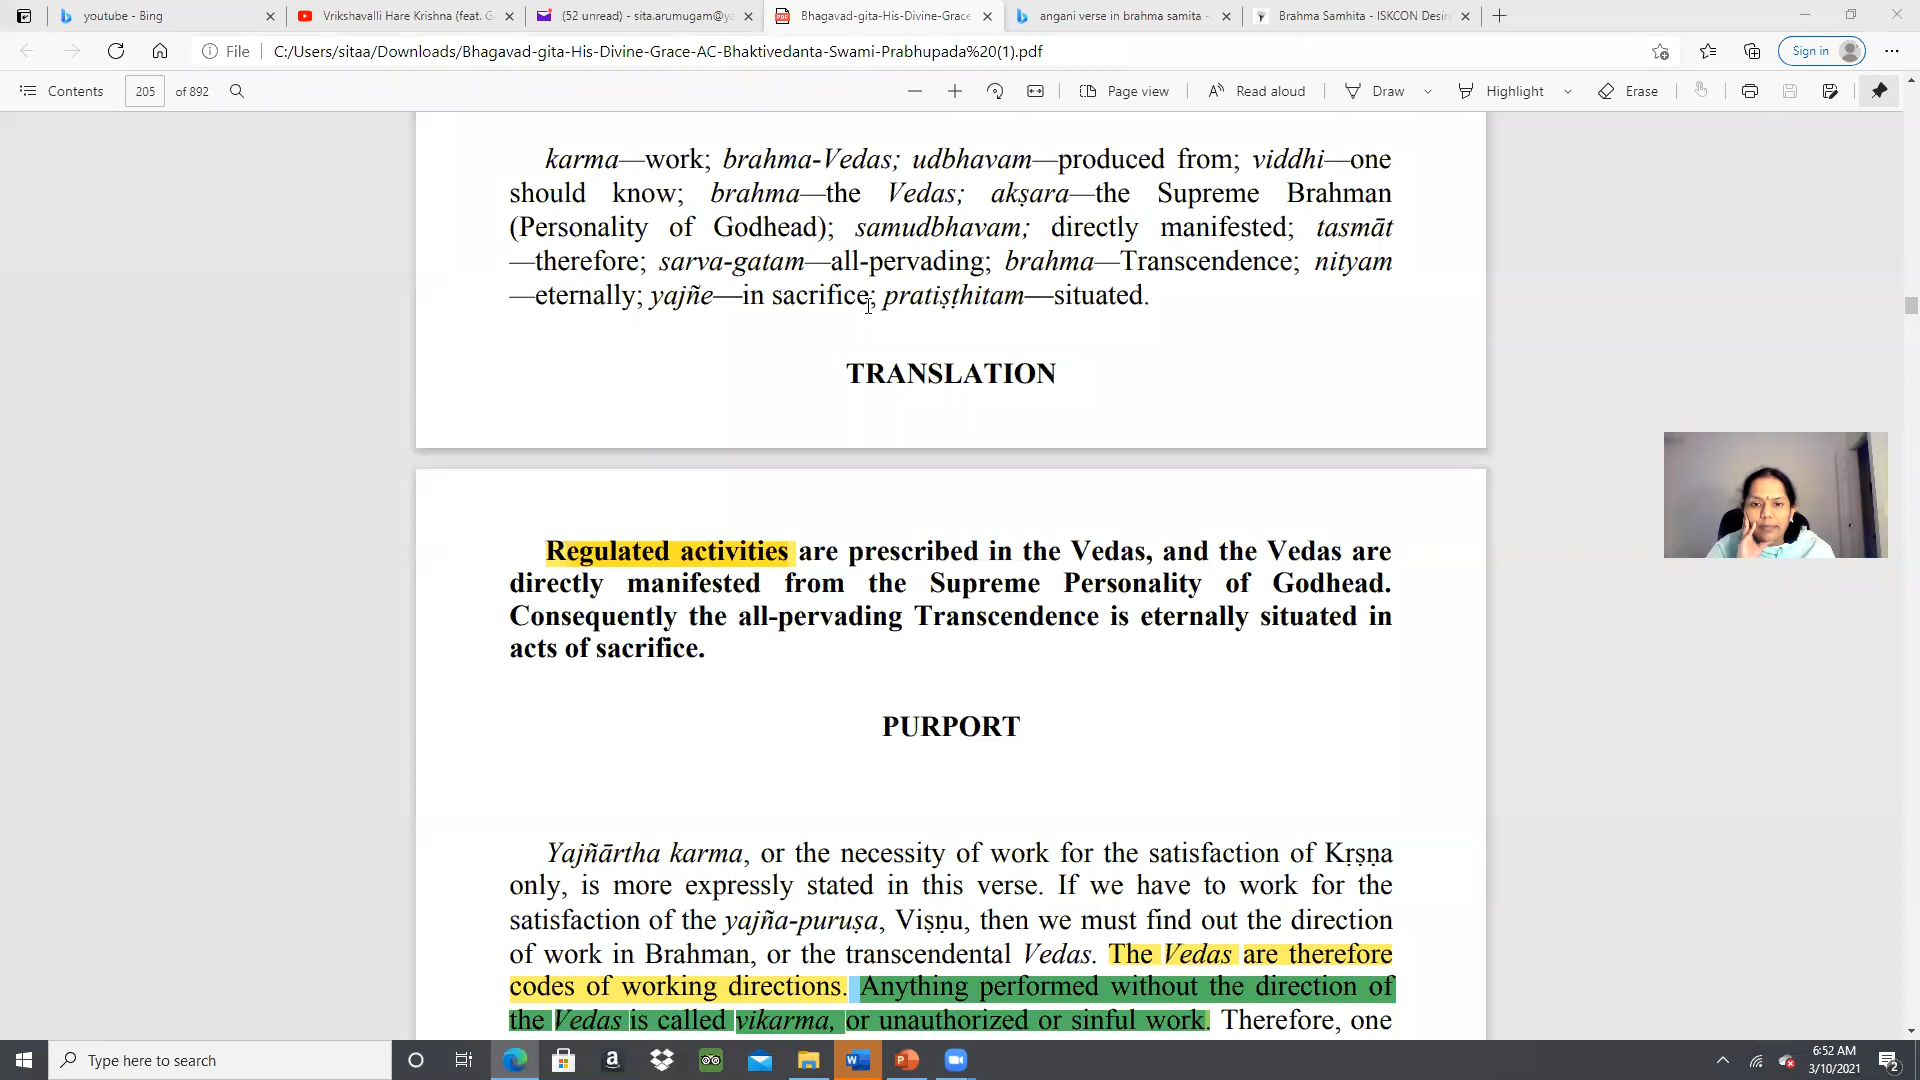 youtube - Bing
Vrikshavalli Hare Krishna (feat. G
(52 unread) - sita.arumugam@ya
Bhagavad-gita-His-Divine-Grace
angani verse in brahma samita -
Brahma Samhita - ISKCON Desir
File
C:/Users/sitaa/Downloads/Bhagavad-gita-His-Divine-Grace-AC-Bhaktivedanta-Swami-Prabhupada%20(1).pdf
Sign in
Contents
205 of 892
Page view
Read aloud
Draw
Highlight
Erase
karma—work; brahma-Vedas; udbhavam—produced from; viddhi—one
should know; brahma—the Vedas; akṣara—the Supreme Brahman
(Personality of Godhead); samudbhavam; directly manifested; tasmāt
—therefore; sarva-gatam—all-pervading; brahma—Transcendence; nityam
—eternally; yajñe—in sacrifice; pratiṣṭhitam—situated.
TRANSLATION
Regulated activities are prescribed in the Vedas, and the Vedas are
directly manifested from the Supreme Personality of Godhead.
Consequently the all-pervading Transcendence is eternally situated in
acts of sacrifice.
PURPORT
Yajñārtha karma, or the necessity of work for the satisfaction of Kṛṣṇa
only, is more expressly stated in this verse. If we have to work for the
satisfaction of the yajña-puruṣa, Viṣṇu, then we must find out the direction
of work in Brahman, or the transcendental Vedas. The Vedas are therefore
codes of working directions. Anything performed without the direction of
the Vedas is called vikarma, or unauthorized or sinful work. Therefore, one
Type here to search
6:52 AM
3/10/2021
2